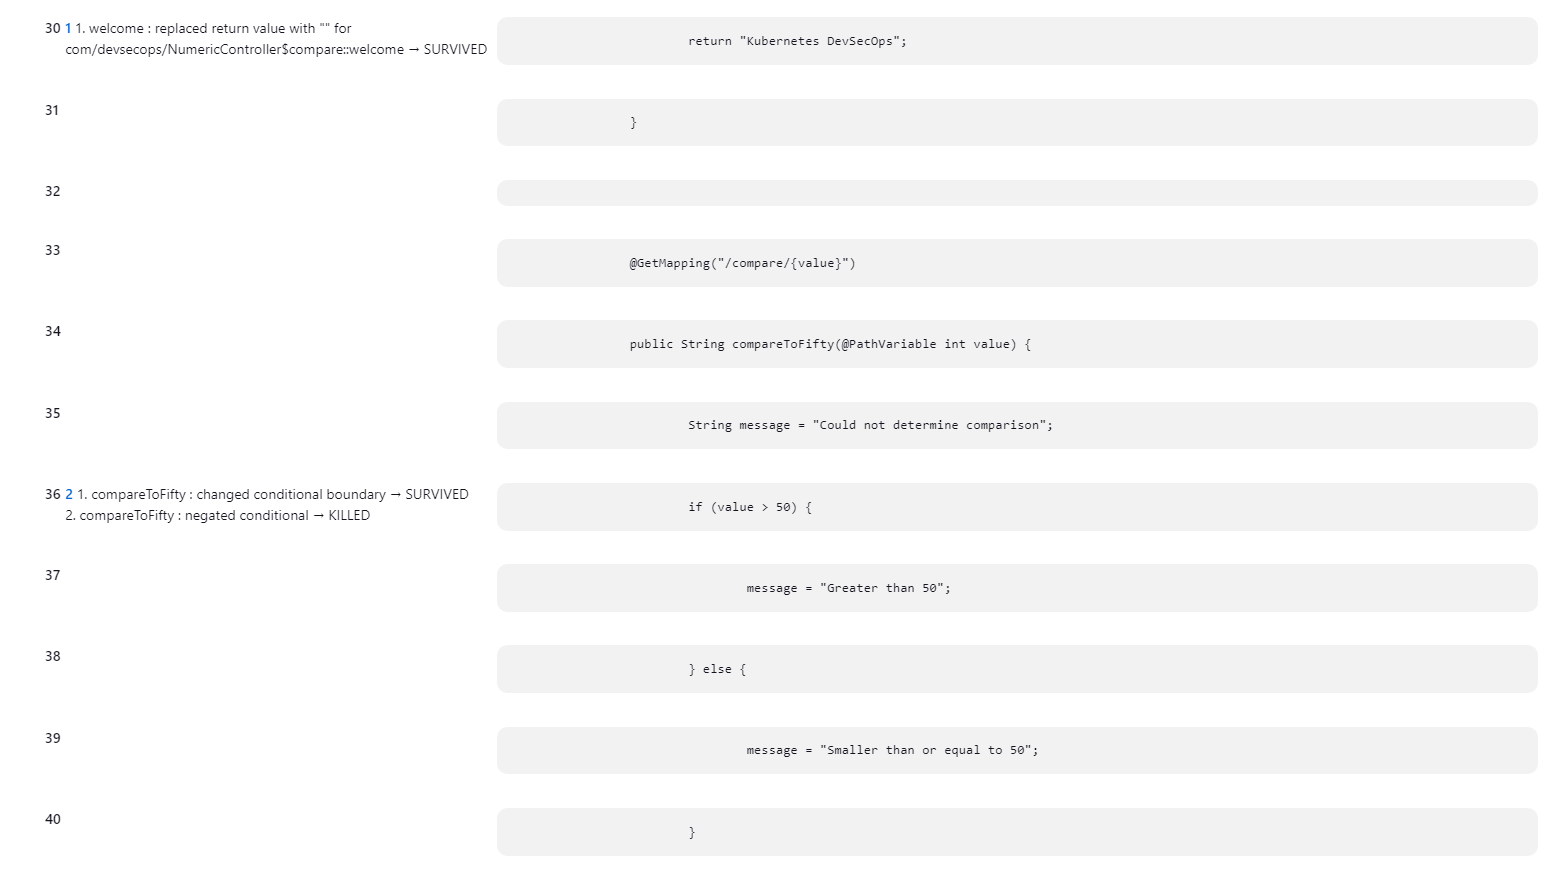 30 1 1. welcome : replaced return value with "" for
com/devsecops/NumericController$compare::welcome → SURVIVED
return "Kubernetes DevSecOps";
31
}
32
33
@GetMapping("/compare/{value}")
34
public String compareToFifty(@PathVariable int value) {
35
String message = "Could not determine comparison";
36 2 1. compareToFifty : changed conditional boundary → SURVIVED
2. compareToFifty : negated conditional → KILLED
if (value > 50) {
37
message = "Greater than 50";
38
} else {
39
message = "Smaller than or equal to 50";
40
}